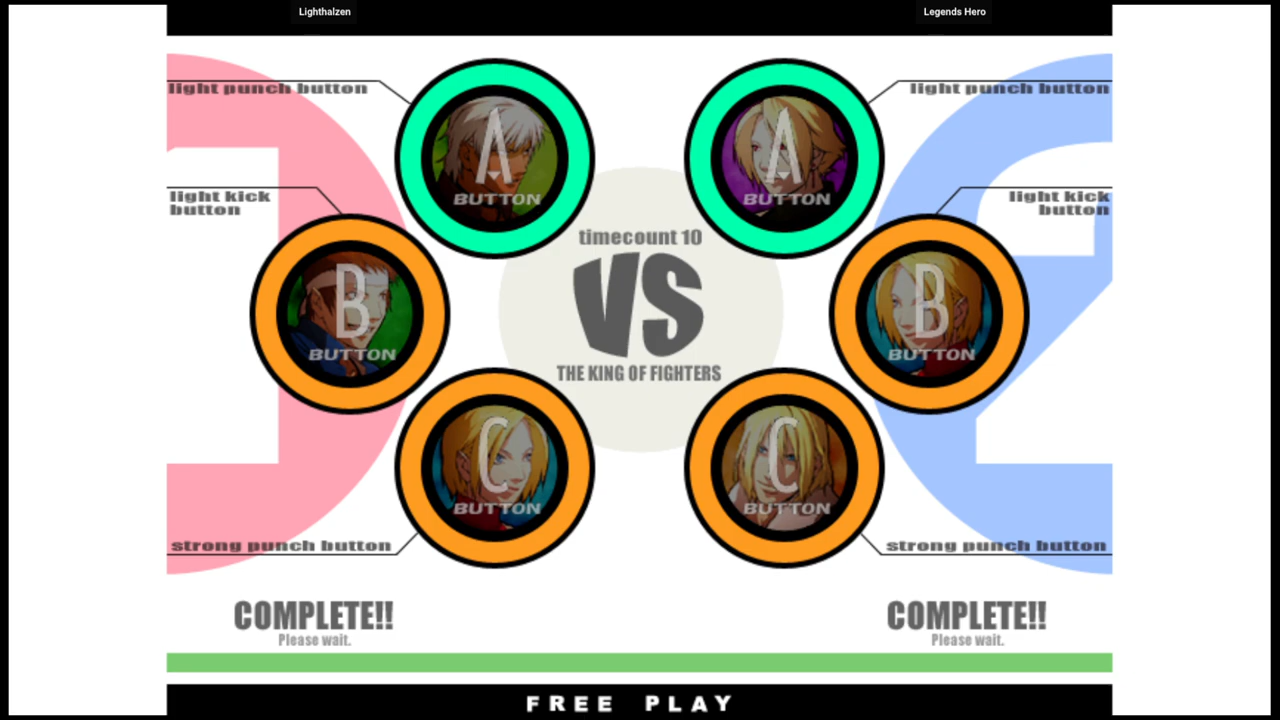 Lighthalzen
Legends Hero
light punch button
light punch button
A
BUTTON
A
BUTTON
light kick
button
light kick
button
timecount 10
VS
THE KING OF FIGHTERS
B
BUTTON
B
BUTTON
C
BUTTON
C
BUTTON
strong punch button
strong punch button
COMPLETE!!
Please wait.
COMPLETE!!
Please wait.
FREE PLAY